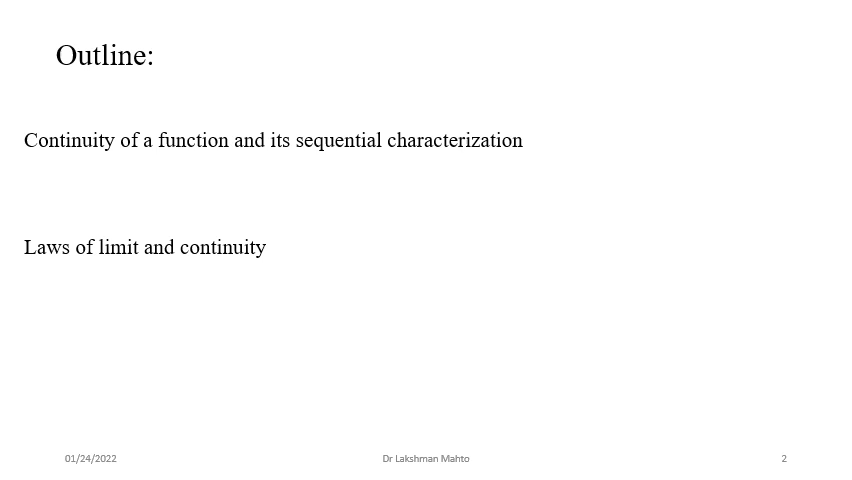 Outline:
Continuity of a function and its sequential characterization
Laws of limit and continuity
01/24/2022
Dr Lakshman Mahto
2